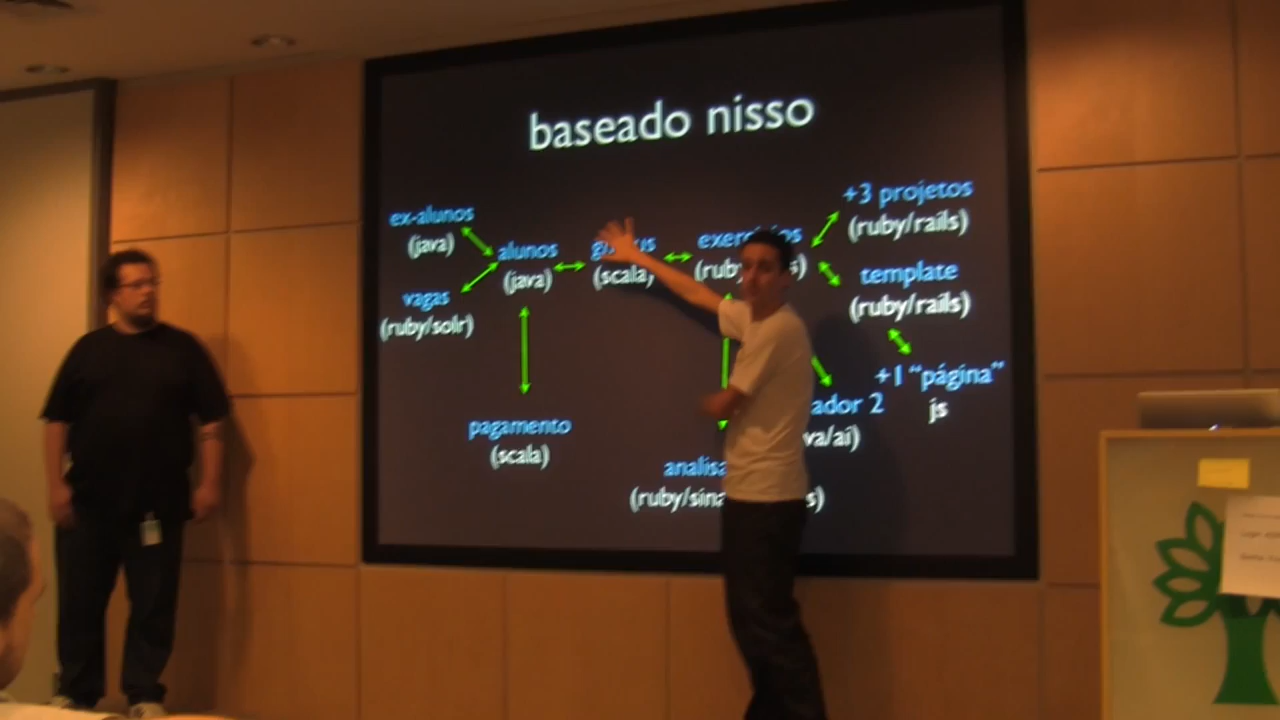 baseado nisso
ex-alunos
(java)
vagas
(ruby/solr)
alunos
(java)
(scala)
pagamento
(scala)
+3 projetos
(ruby/rails)
template
(ruby/rails)
+1 “página”
js